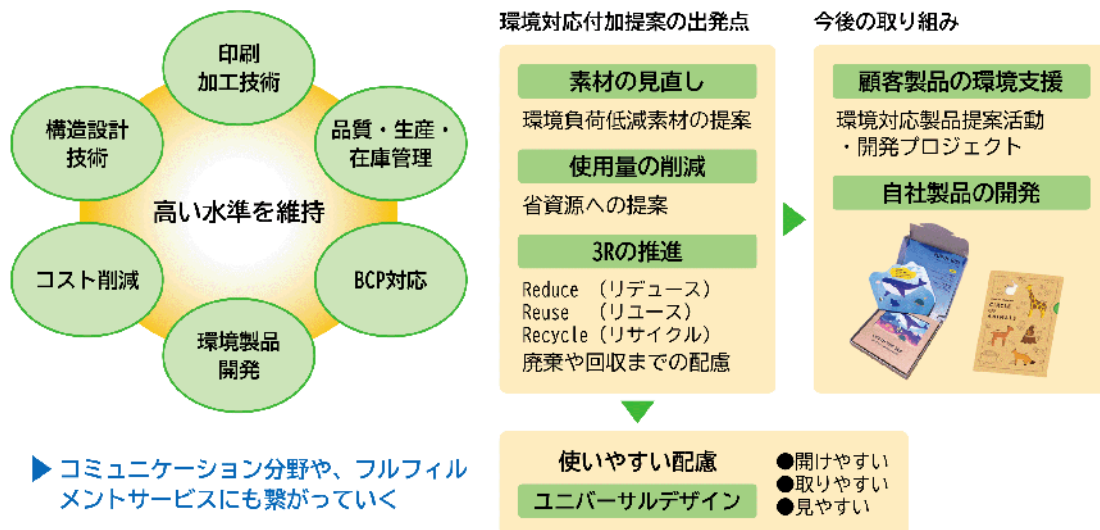 印刷
加工技術
構造設計
技術
品質・生産・
在庫管理
高い水準を維持
コスト削減
BCP対応
環境製品
開発
▶コミュニケーション分野や、フルフィル
メントサービスにも繋がっていく
環境対応付加提案の出発点
素材の見直し
環境負荷低減素材の提案
使用量の削減
省資源への提案
3Rの推進
Reduce (リデュース)
Reuse (リユース)
Recycle (リサイクル)
廃棄や回収までの配慮
使いやすい配慮
ユニバーサルデザイン
●開けやすい
●取りやすい
●見やすい
今後の取り組み
顧客製品の環境支援
環境対応製品提案活動
・開発プロジェクト
自社製品の開発
CIRCLE
ANIMALS